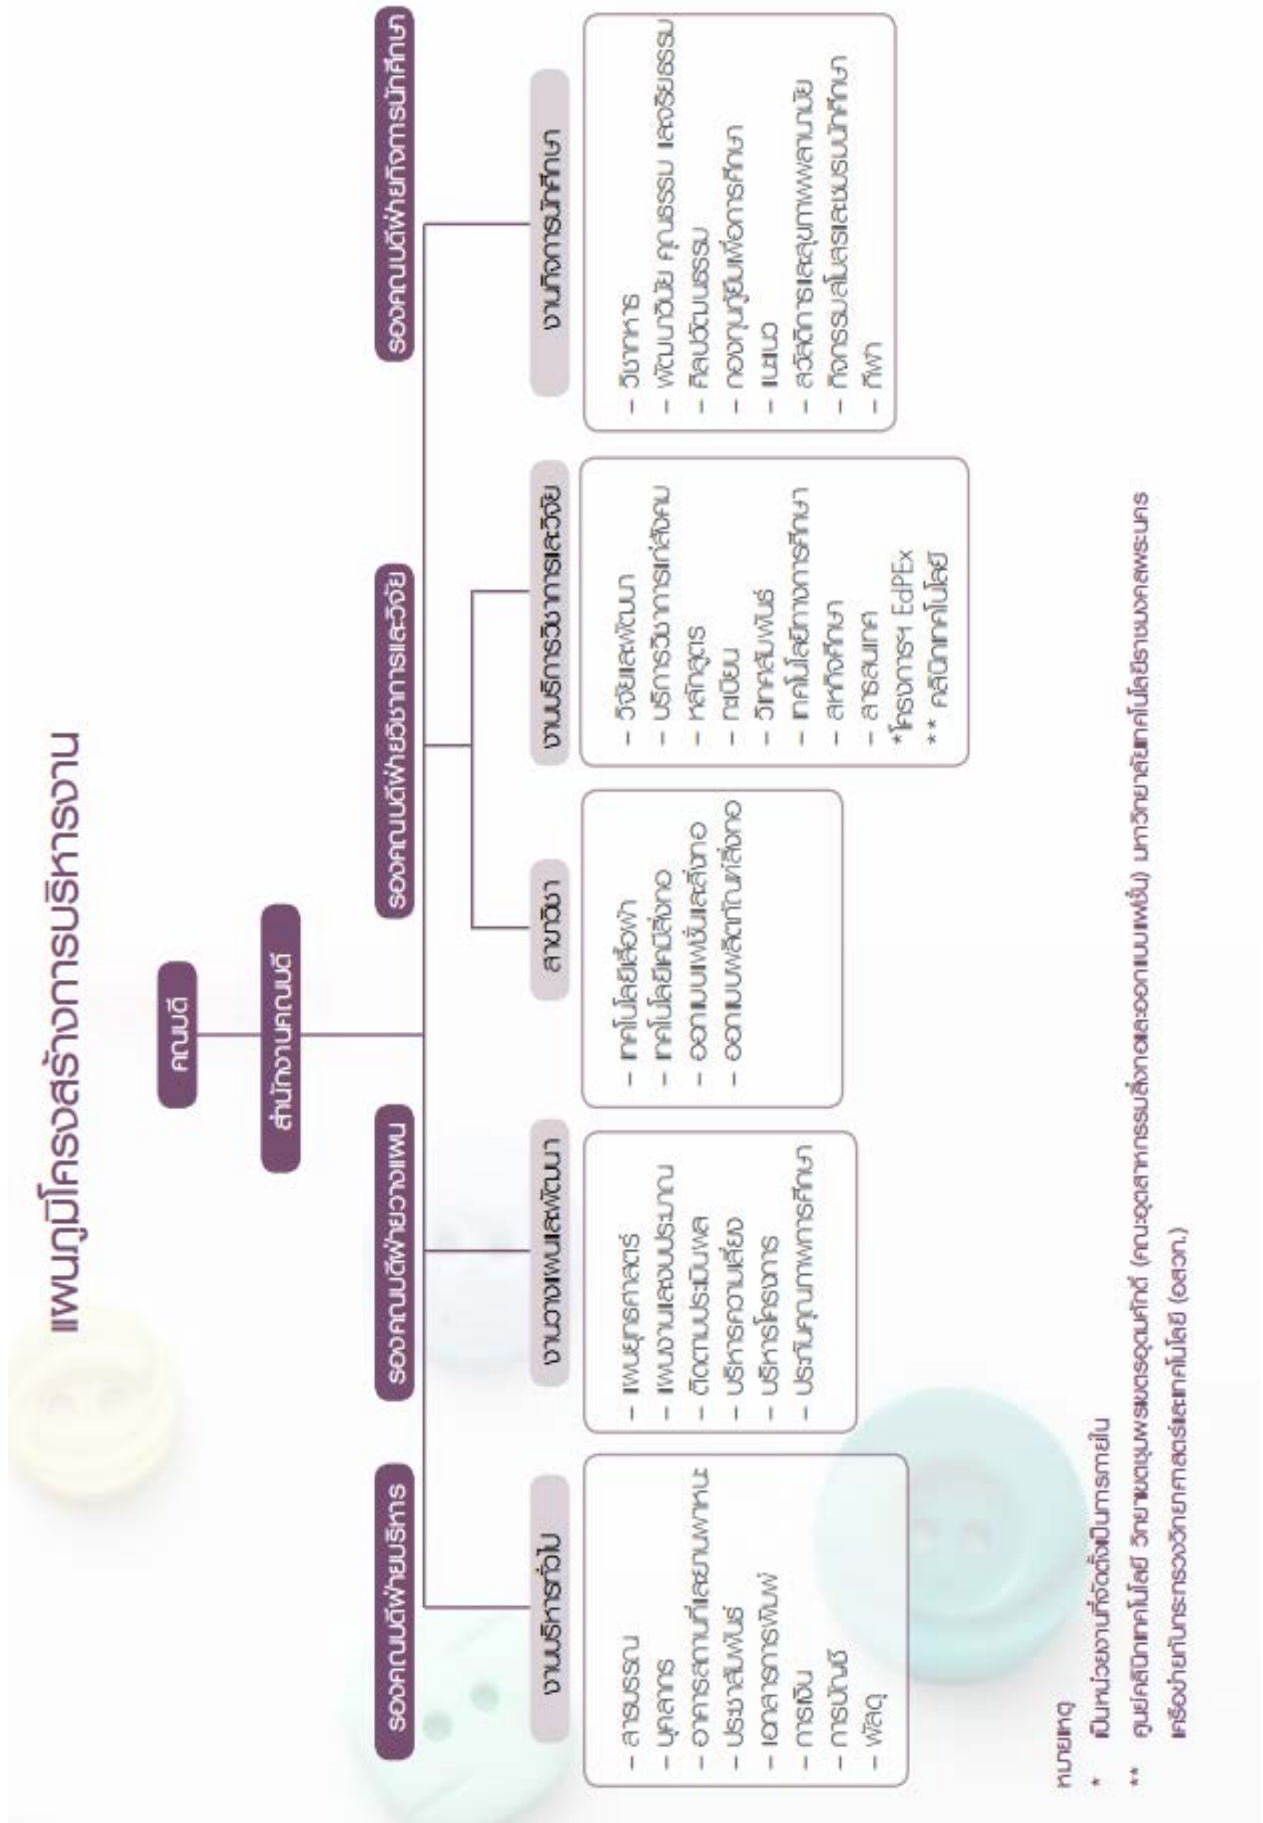 แผนภูมิโครงสร้างการบริหารงาน
คณบดี
สำนักงานคณบดี
รองคณบดีฝ่ายบริหาร
รองคณบดีฝ่ายวางแผน
รองคณบดีฝ่ายวิชาการและวิจัย
รองคณบดีฝ่ายกิจการนักศึกษา
งานบริหารทั่วไป
– สารบรรณ
– บุคลากร
– อาคารสถานที่และยานพาหนะ
– ประชาสัมพันธ์
– เอกสารการพิมพ์
– การเงิน
– การบัญชี
– พัสดุ
งานวางแผนและพัฒนา
– แผนยุทธศาสตร์
– แผนงานและงบประมาณ
– ติดตามประเมินผล
– บริหารความเสี่ยง
– บริหารโครงการ
– ประกันคุณภาพการศึกษา
สาขาวิชา
– เทคโนโลยีเสื้อผ้า
– เทคโนโลยีเคมีสิ่งทอ
– ออกแบบแฟชั่นและสิ่งทอ
– ออกแบบผลิตภัณฑ์สิ่งทอ
งานบริการวิชาการและวิจัย
– วิจัยและพัฒนา
– บริการวิชาการแก่สังคม
– หลักสูตร
– ทะเบียน
– วิเทศสัมพันธ์
– เทคโนโลยีทางการศึกษา
– สหกิจศึกษา
– สารสนเทศ
*โครงการฯ EdPEx
** คลินิกเทคโนโลยี
งานกิจการนักศึกษา
– วิชาทหาร
– พัฒนาวินัย คุณธรรม และจริยธรรม
– ศิลปวัฒนธรรม
– กองทุนกู้ยืมเพื่อการศึกษา
– แนะแนว
– สวัสดิการและสุขภาพพลานามัย
– กิจกรรมสโมสรและชมรมนักศึกษา
– กีฬา
หมายเหตุ
* เป็นหน่วยงานที่จัดตั้งเป็นการภายใน
** ศูนย์คลินิกเทคโนโลยี วิทยาเขตชุมพรเขตรอุดมศักดิ์ (คณะอุตสาหกรรมสิ่งทอและออกแบบแฟชั่น) มหาวิทยาลัยเทคโนโลยีราชมงคลพระนคร
เครือข่ายกับกระทรวงวิทยาศาสตร์และเทคโนโลยี (อสวท.)